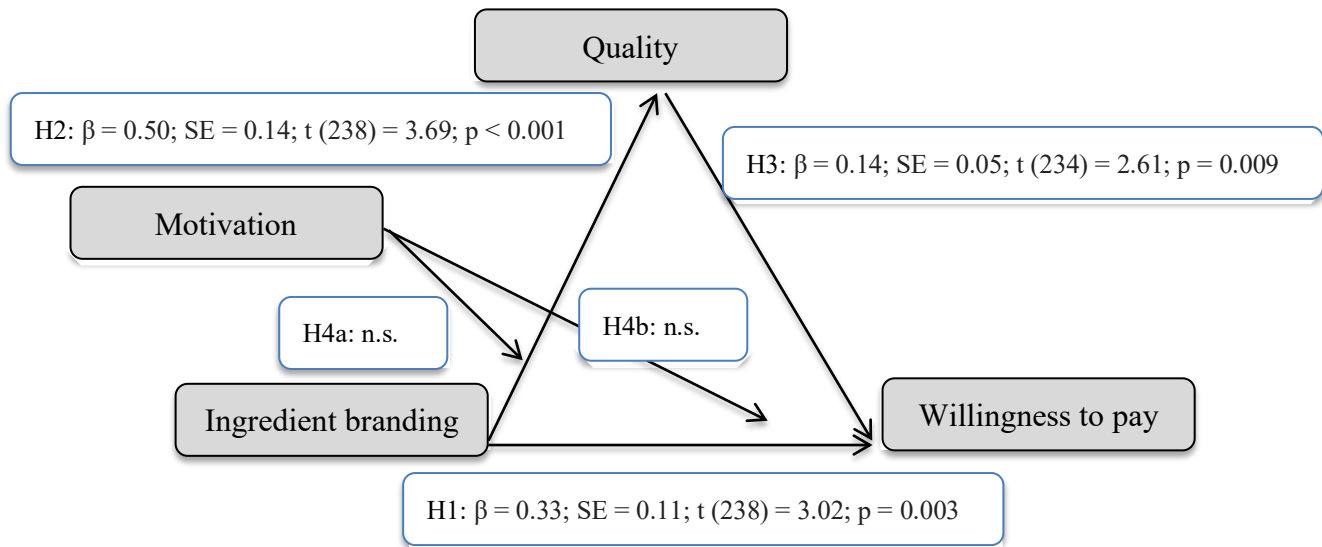 Quality
H2: β = 0.50; SE = 0.14; t (238) = 3.69; p < 0.001
H3: β = 0.14; SE = 0.05; t (234) = 2.61; p = 0.009
Motivation
H4a: n.s.
H4b: n.s.
Ingredient branding
Willingness to pay
H1: β = 0.33; SE = 0.11; t (238) = 3.02; p = 0.003